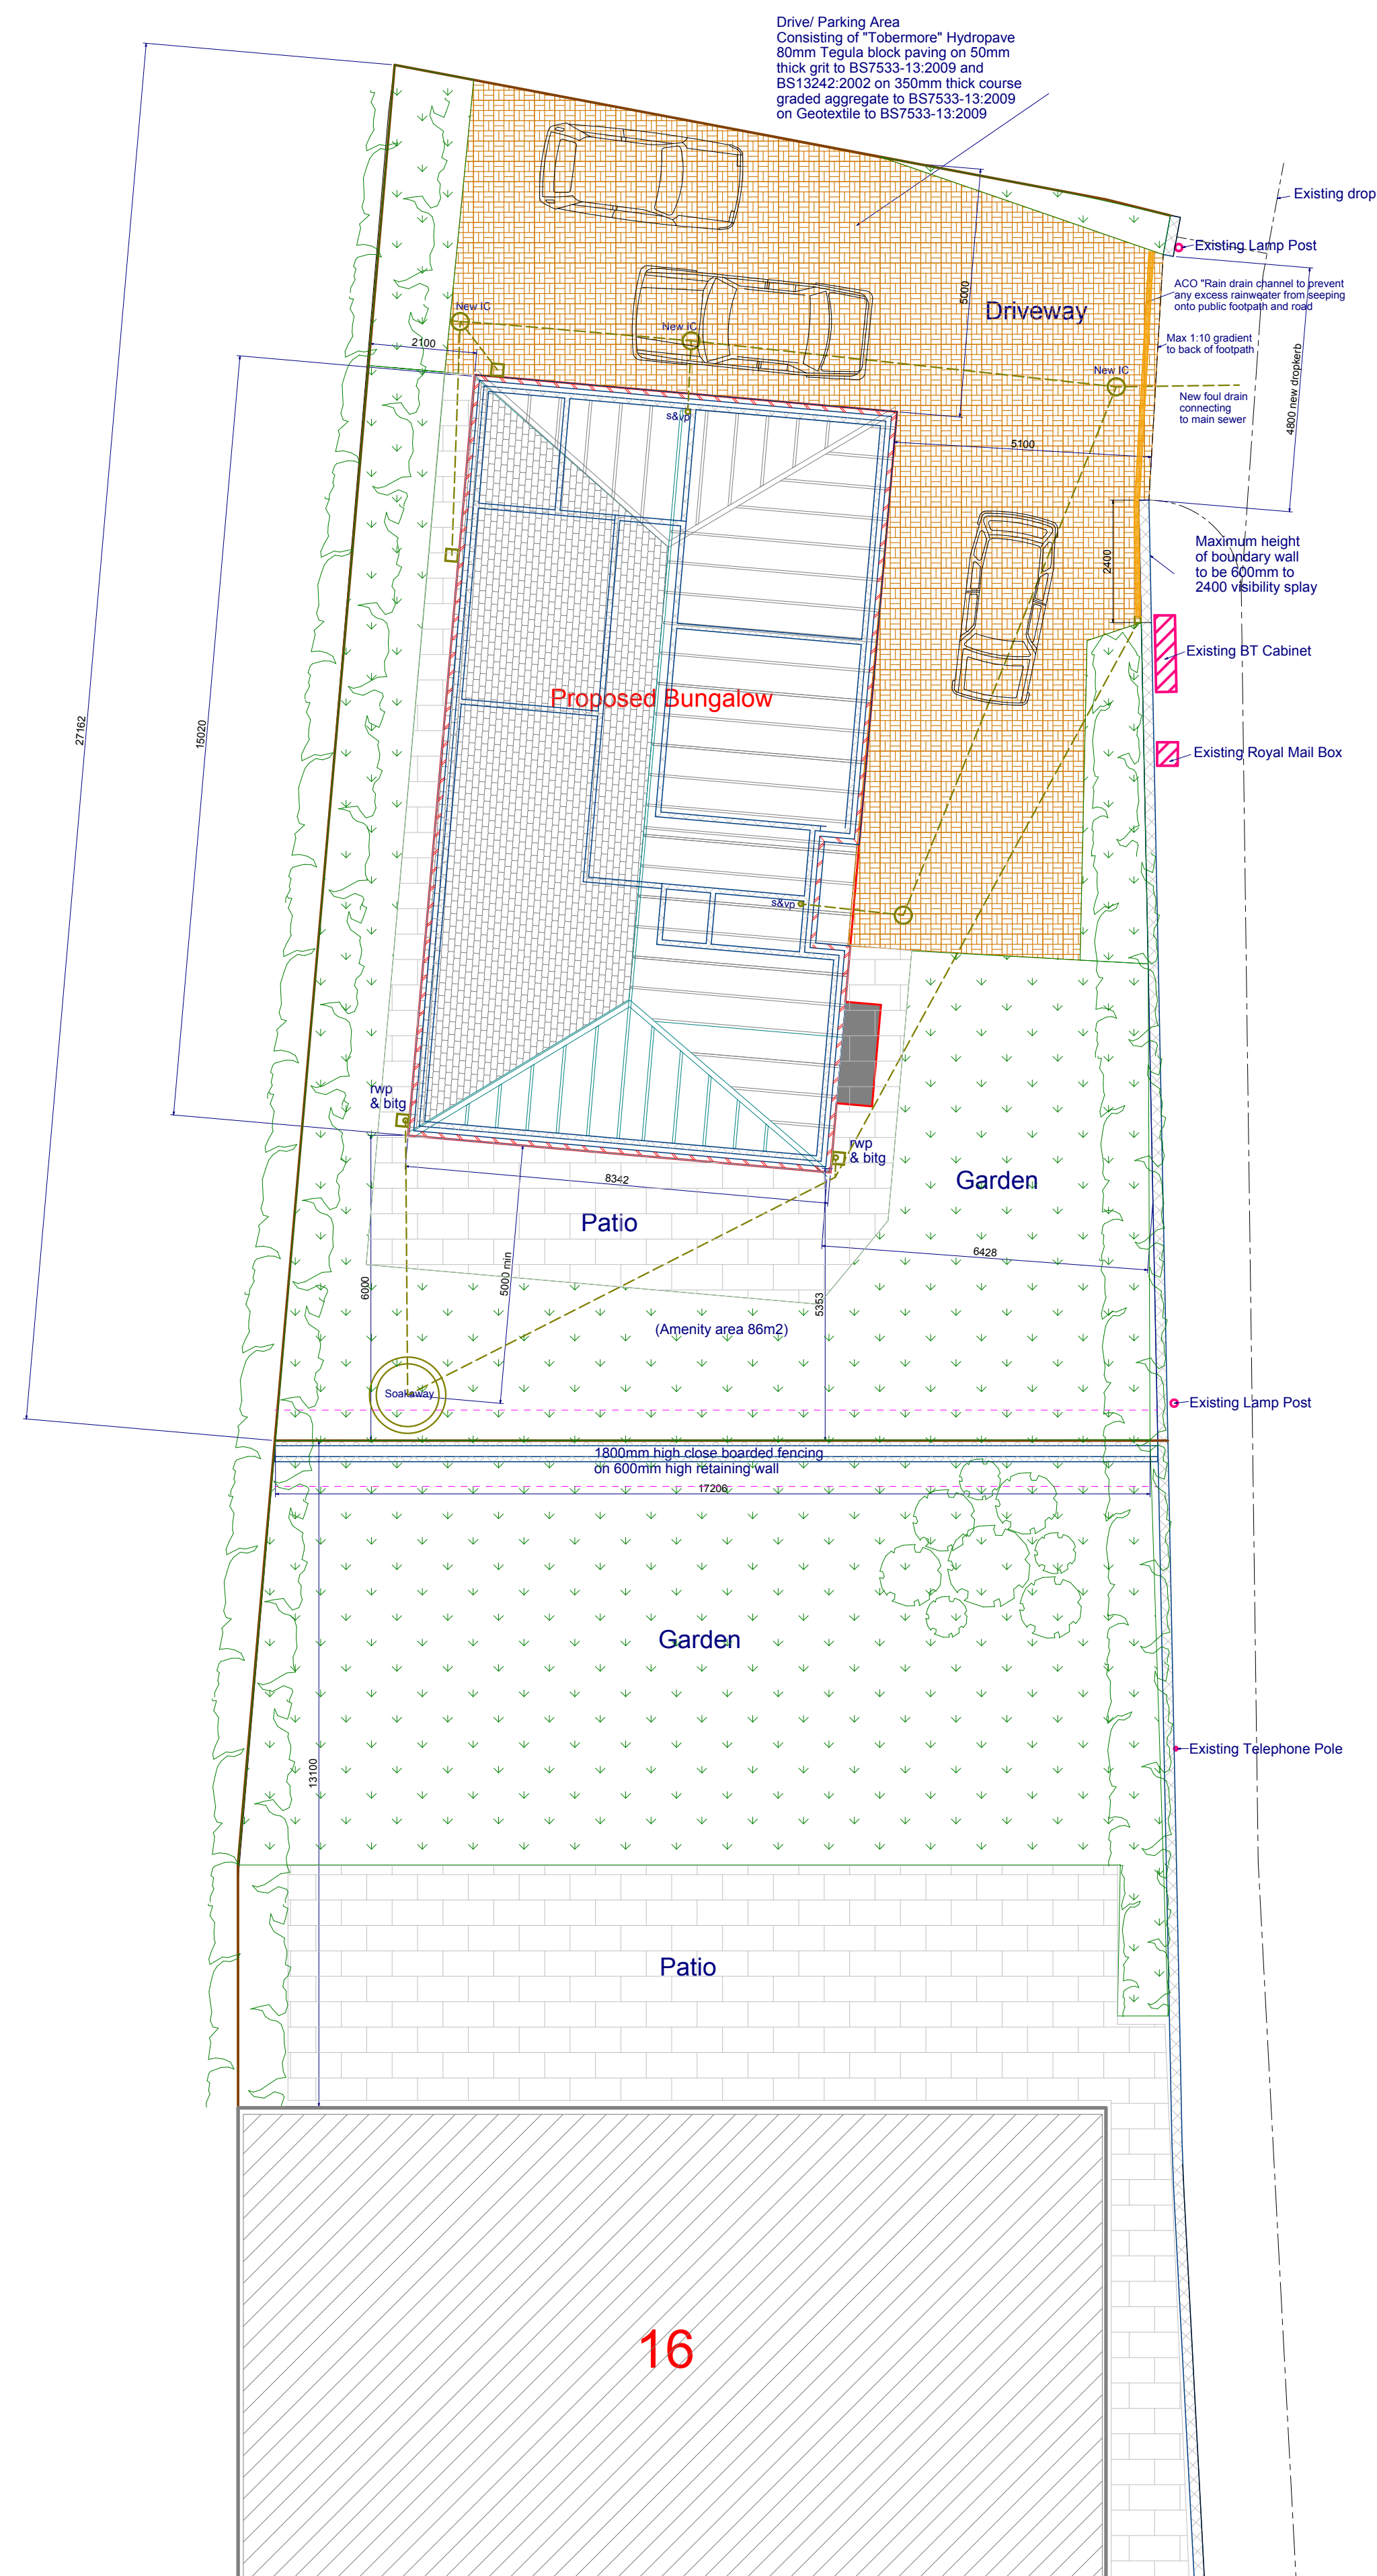 Drive/ Parking Area
Consisting of "Tobermore" Hydropave
80mm Tegula block paving on 50mm
thick grit to BS7533-13:2009 and
BS13242:2002 on 350mm thick course
graded aggregate to BS7533-13:2009
on Geotextile to BS7533-13:2009
Existing drop
Existing Lamp Post
ACO "Rain drain channel to prevent
any excess rainwater from seeping
onto public footpath and road
5000
Driveway
New IC
New IC
Max 1:10 gradient
to back of footpath
2100
New IC
New foul drain
connecting
to main sewer
4800 new dropkerb
s&vp
5100
Maximum height
of boundary wall
to be 600mm to
2400 visibility splay
2400
Existing BT Cabinet
Proposed Bungalow
27162
15020
Existing Royal Mail Box
s&vp
rwp
& bitg
rwp
& bitg
8342
Garden
Patio
6428
5000 min
6000
5353
(Amenity area 86m2)
Soakaway
Existing Lamp Post
1800mm high close boarded fencing
on 600mm high retaining wall
17206
Garden
Existing Telephone Pole
13100
Patio
16